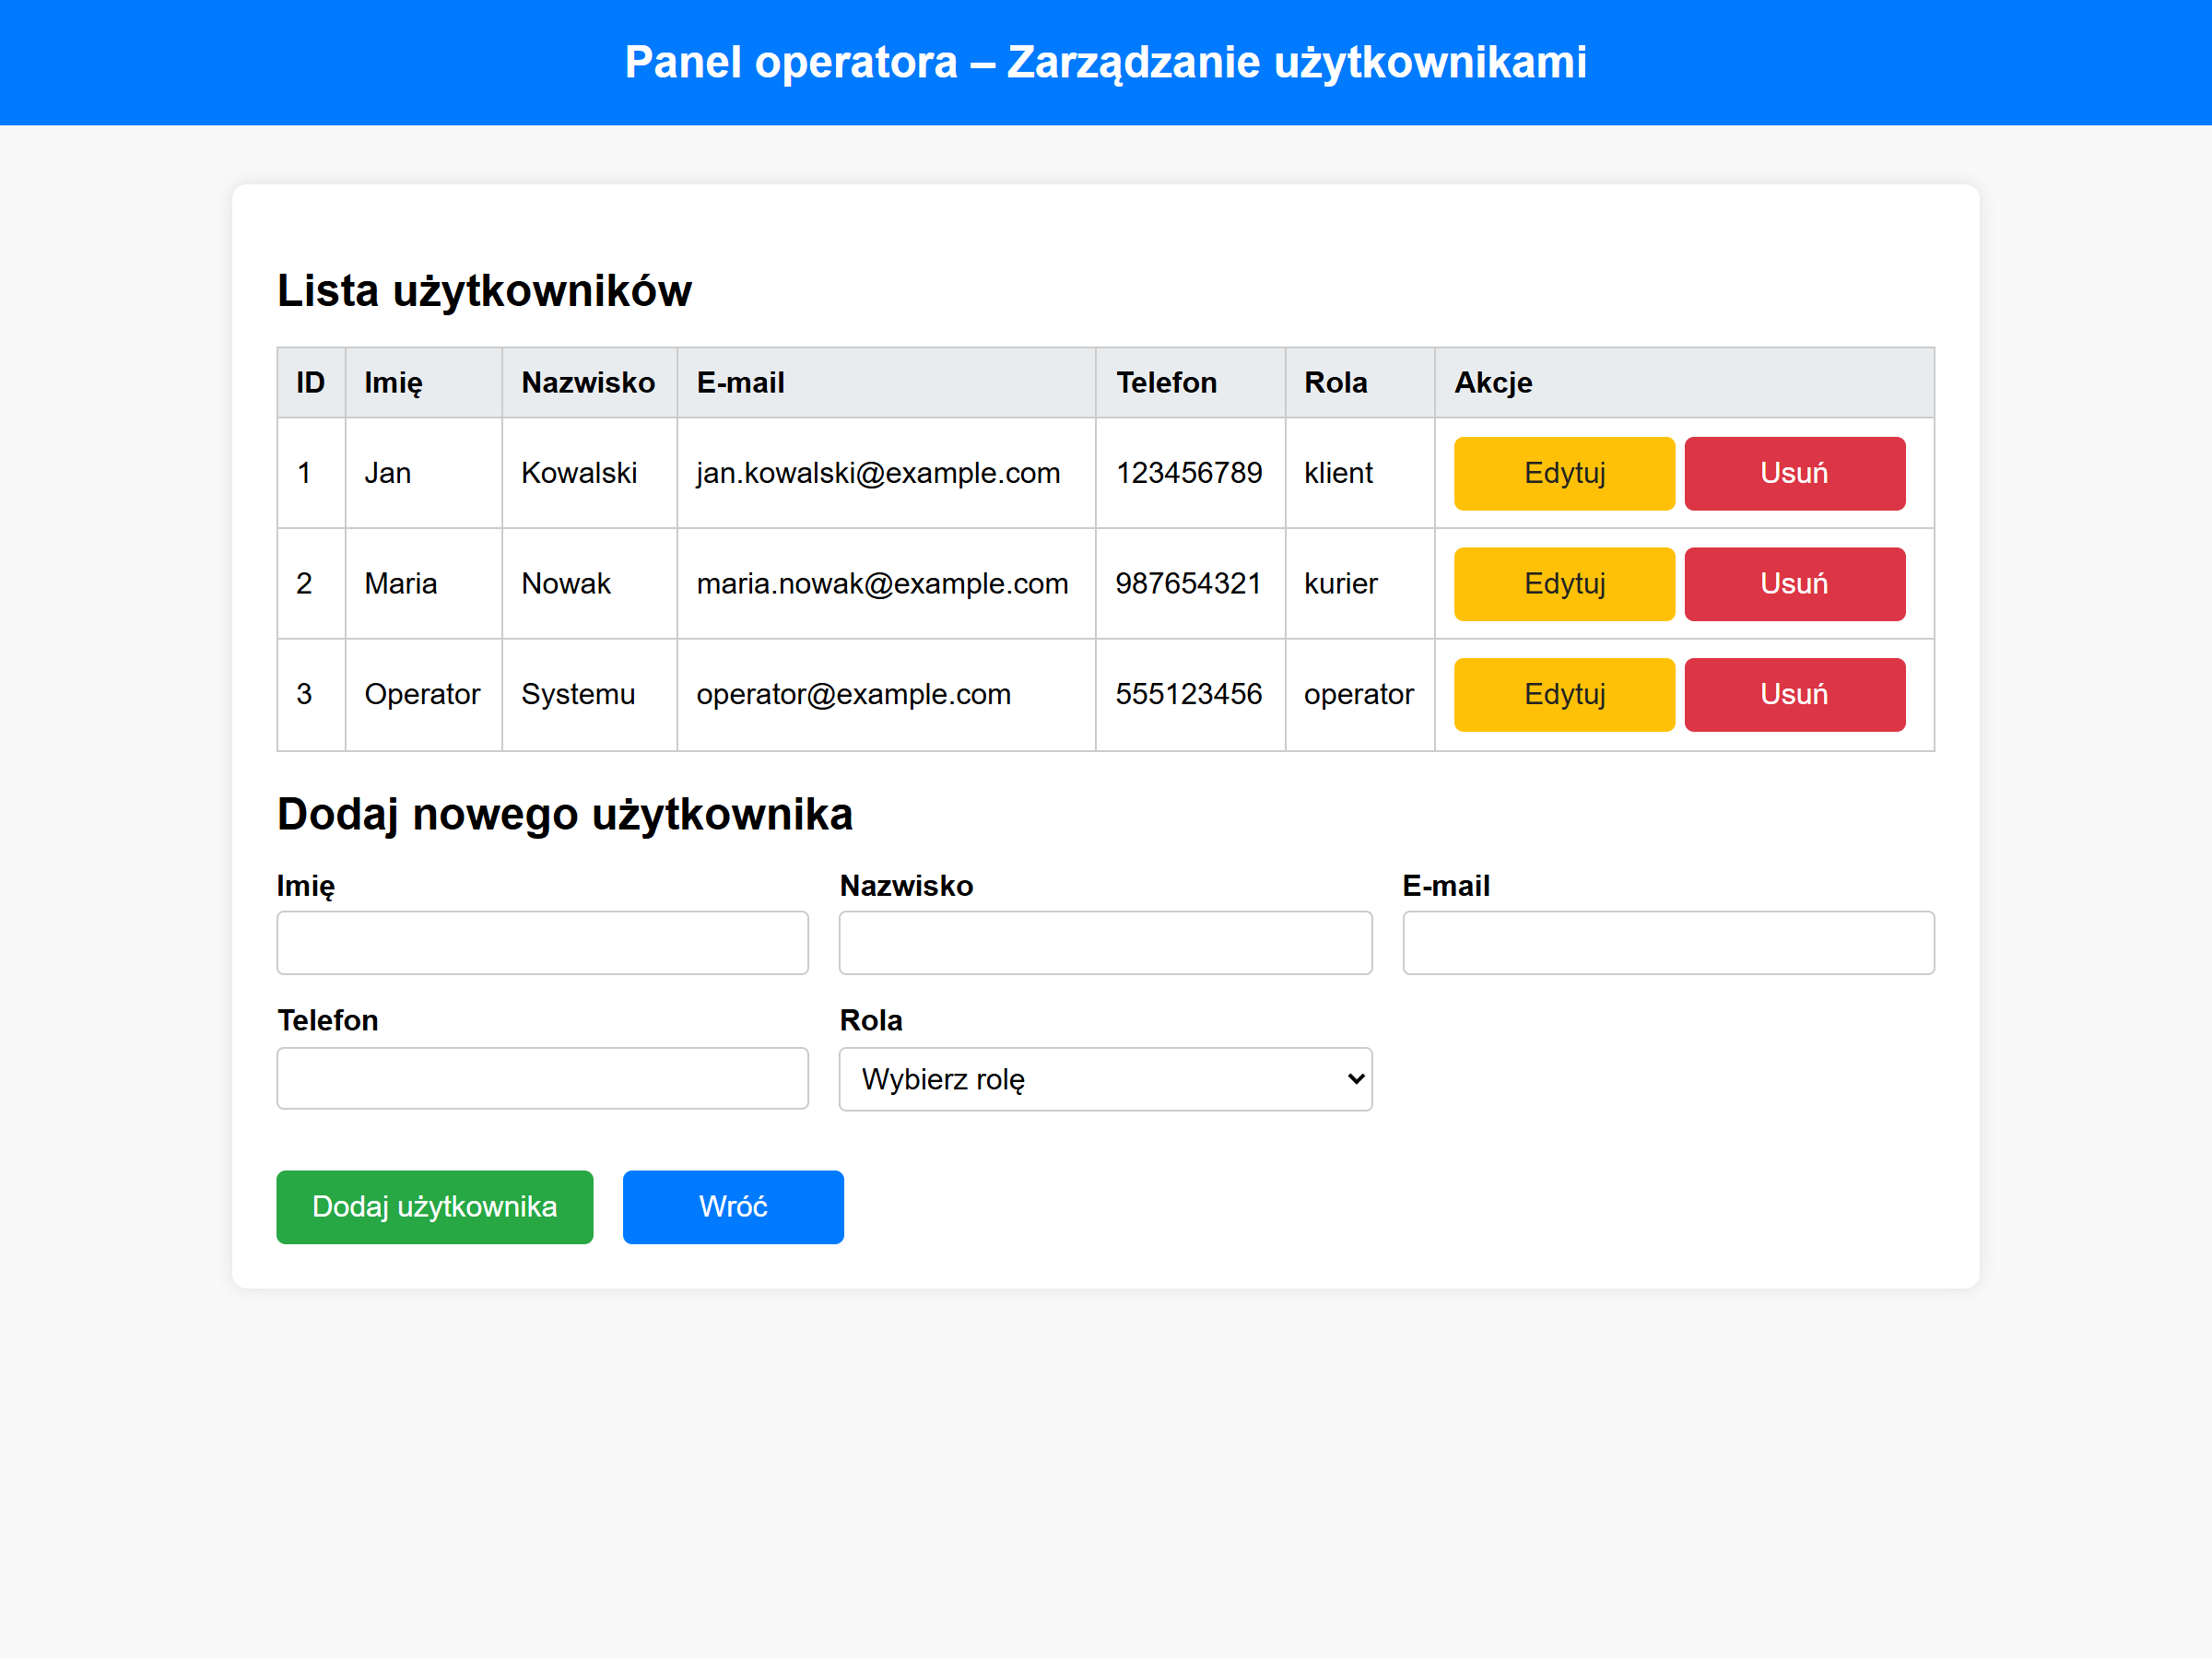 Panel operatora – Zarządzanie użytkownikami
Lista użytkowników
ID Imię Nazwisko E-mail Telefon Rola Akcje
1 Jan Kowalski jan.kowalski@example.com 123456789 klient Edytuj Usuń
2 Maria Nowak maria.nowak@example.com 987654321 kurier Edytuj Usuń
3 Operator Systemu operator@example.com 555123456 operator Edytuj Usuń
Dodaj nowego użytkownika
Imię Nazwisko E-mail
Telefon Rola
Wybierz rolę
Dodaj użytkownika Wróć